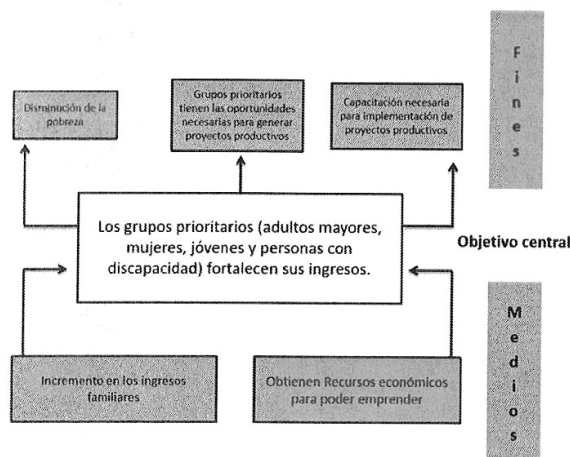 F
i
n
e
s
Disminución de la
pobreza
Grupos prioritarios
tienen las oportunidades
necesarias para generar
proyectos productivos
Capacitación necesaria
para implementación de
proyectos productivos
Los grupos prioritarios (adultos mayores,
mujeres, jóvenes y personas con
discapacidad) fortalecen sus ingresos.
Objetivo central
M
e
d
i
o
s
Incremento en los ingresos
familiares
Obtienen Recursos económicos
para poder emprender